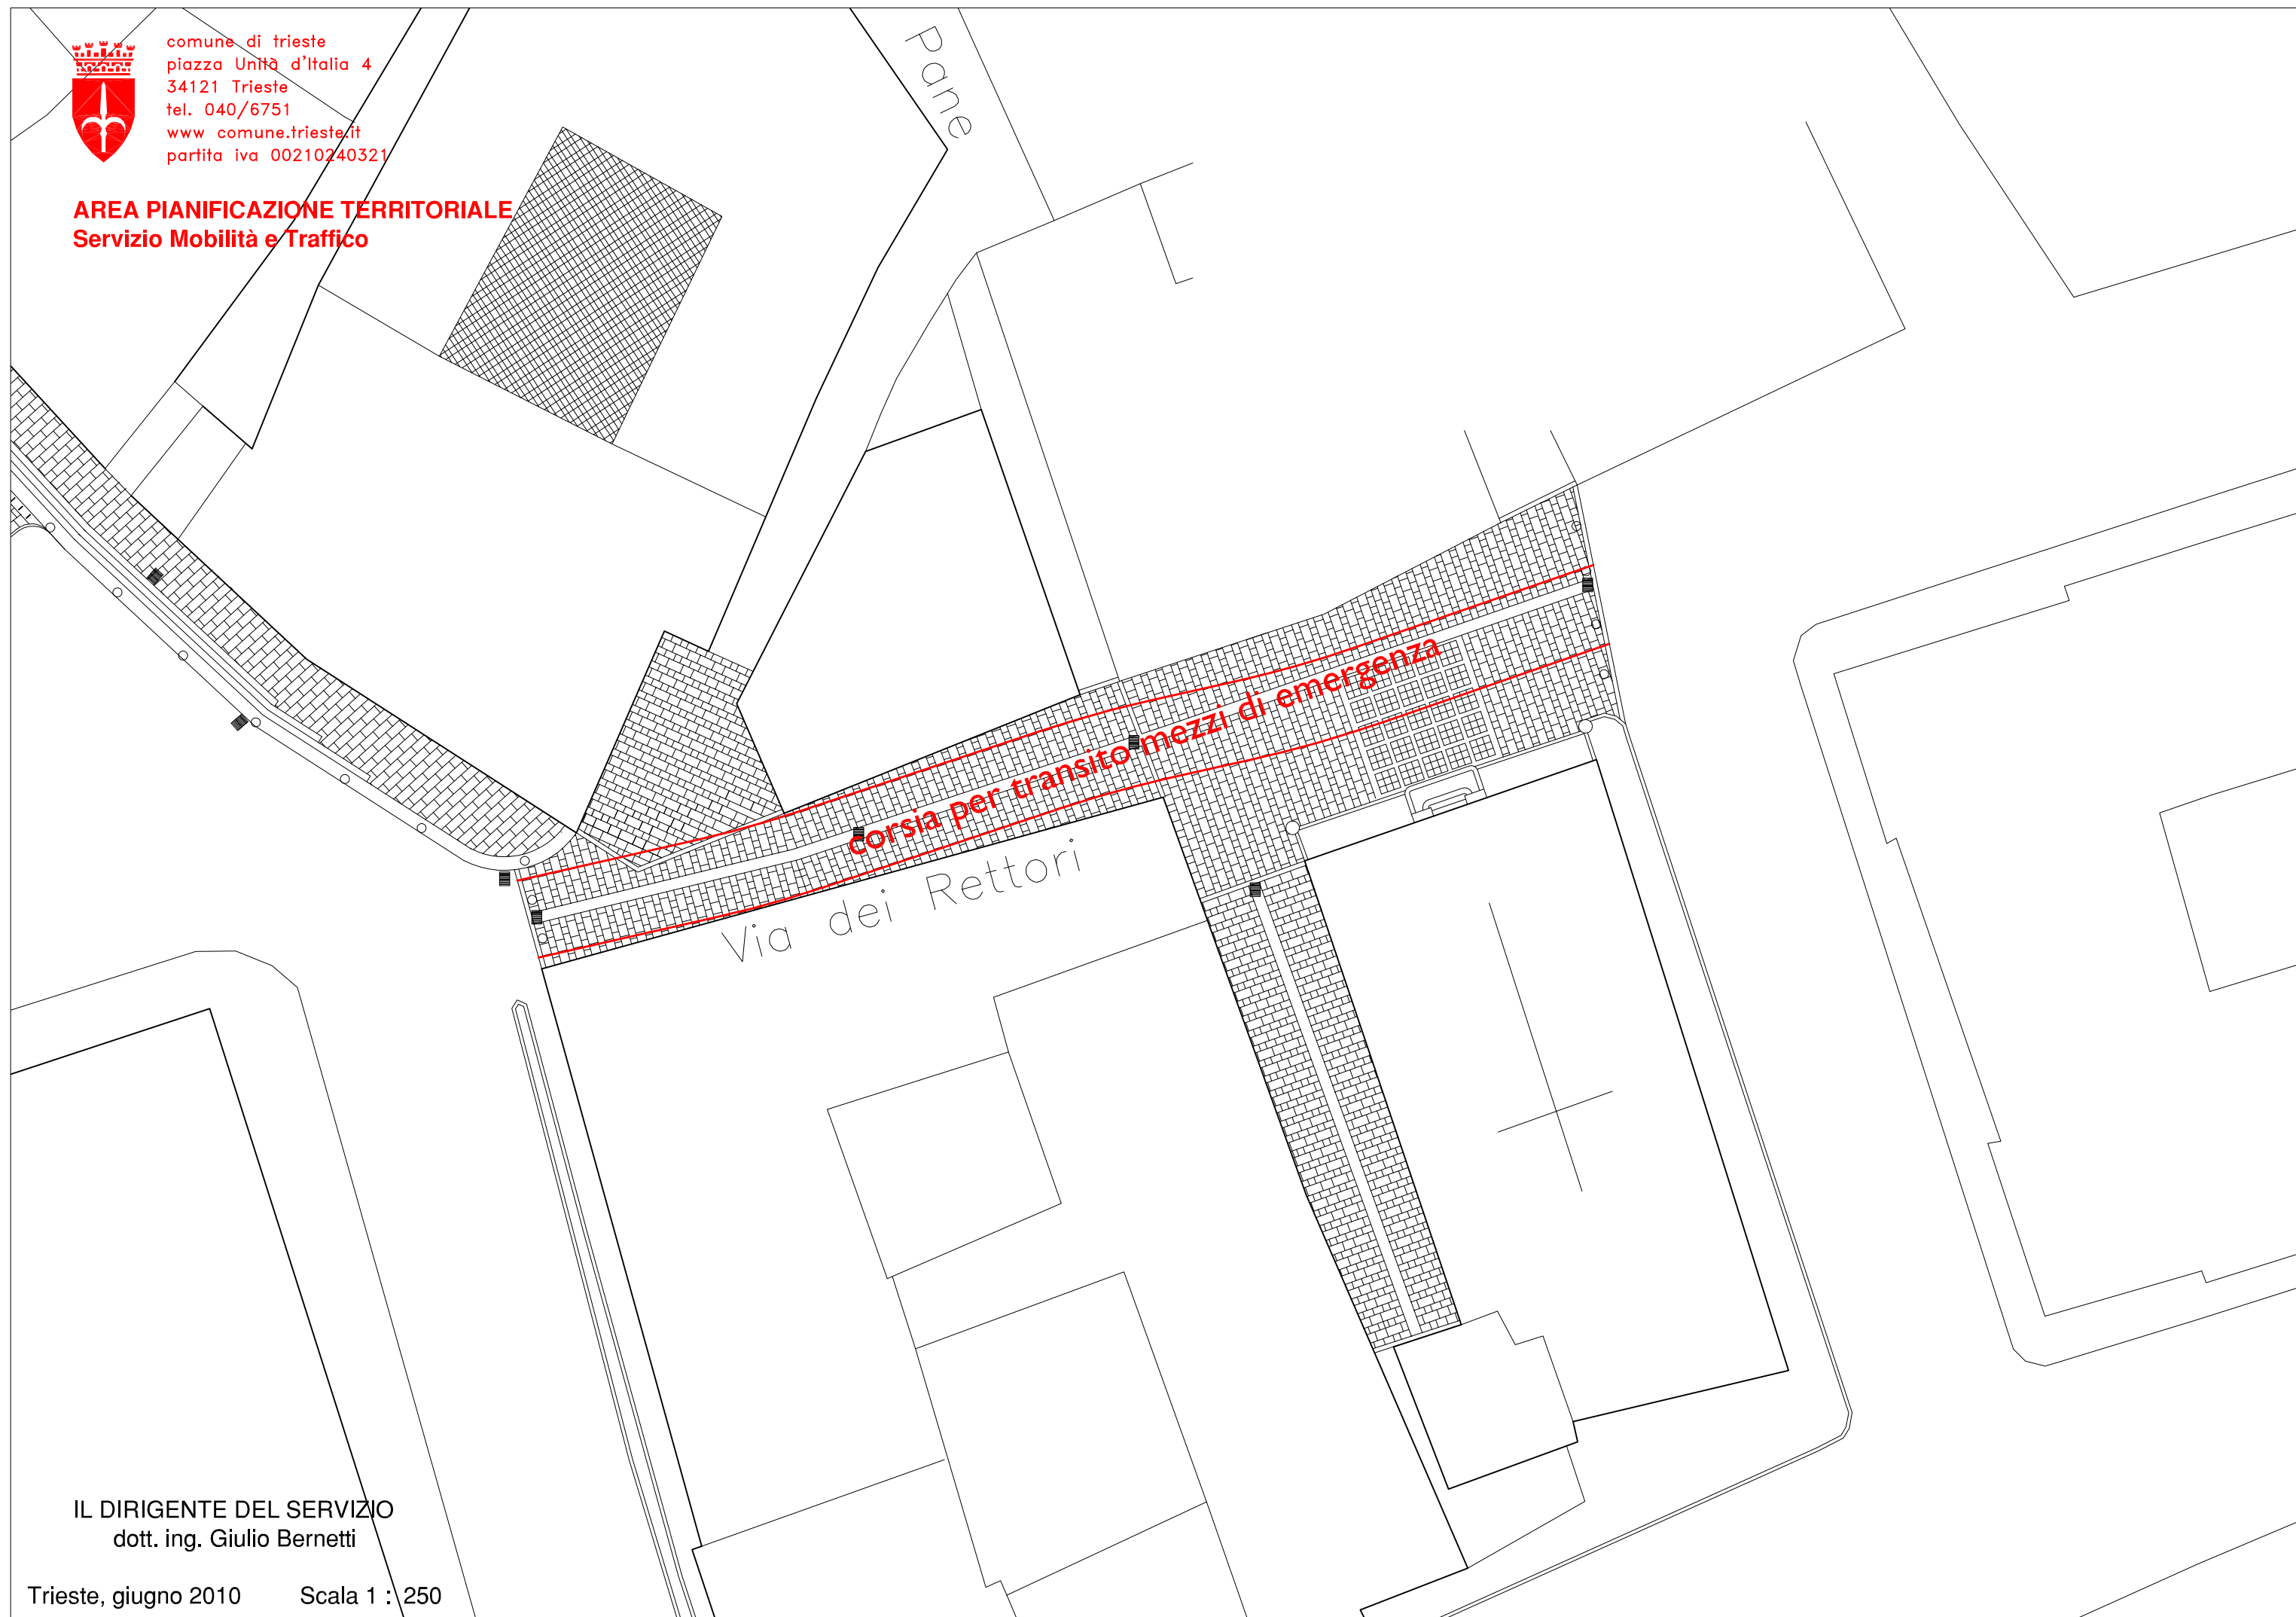 comune di trieste
piazza Unità d'Italia 4
34121 Trieste
tel. 040/6751
www comune.trieste.it
partita iva 00210240321
AREA PIANIFICAZIONE TERRITORIALE
Servizio Mobilità e Traffico
Pane
corsia per transito mezzi di emergenza
Via dei Rettori
IL DIRIGENTE DEL SERVIZIO
dott. ing. Giulio Bernetti
Trieste, giugno 2010 Scala 1 : 250